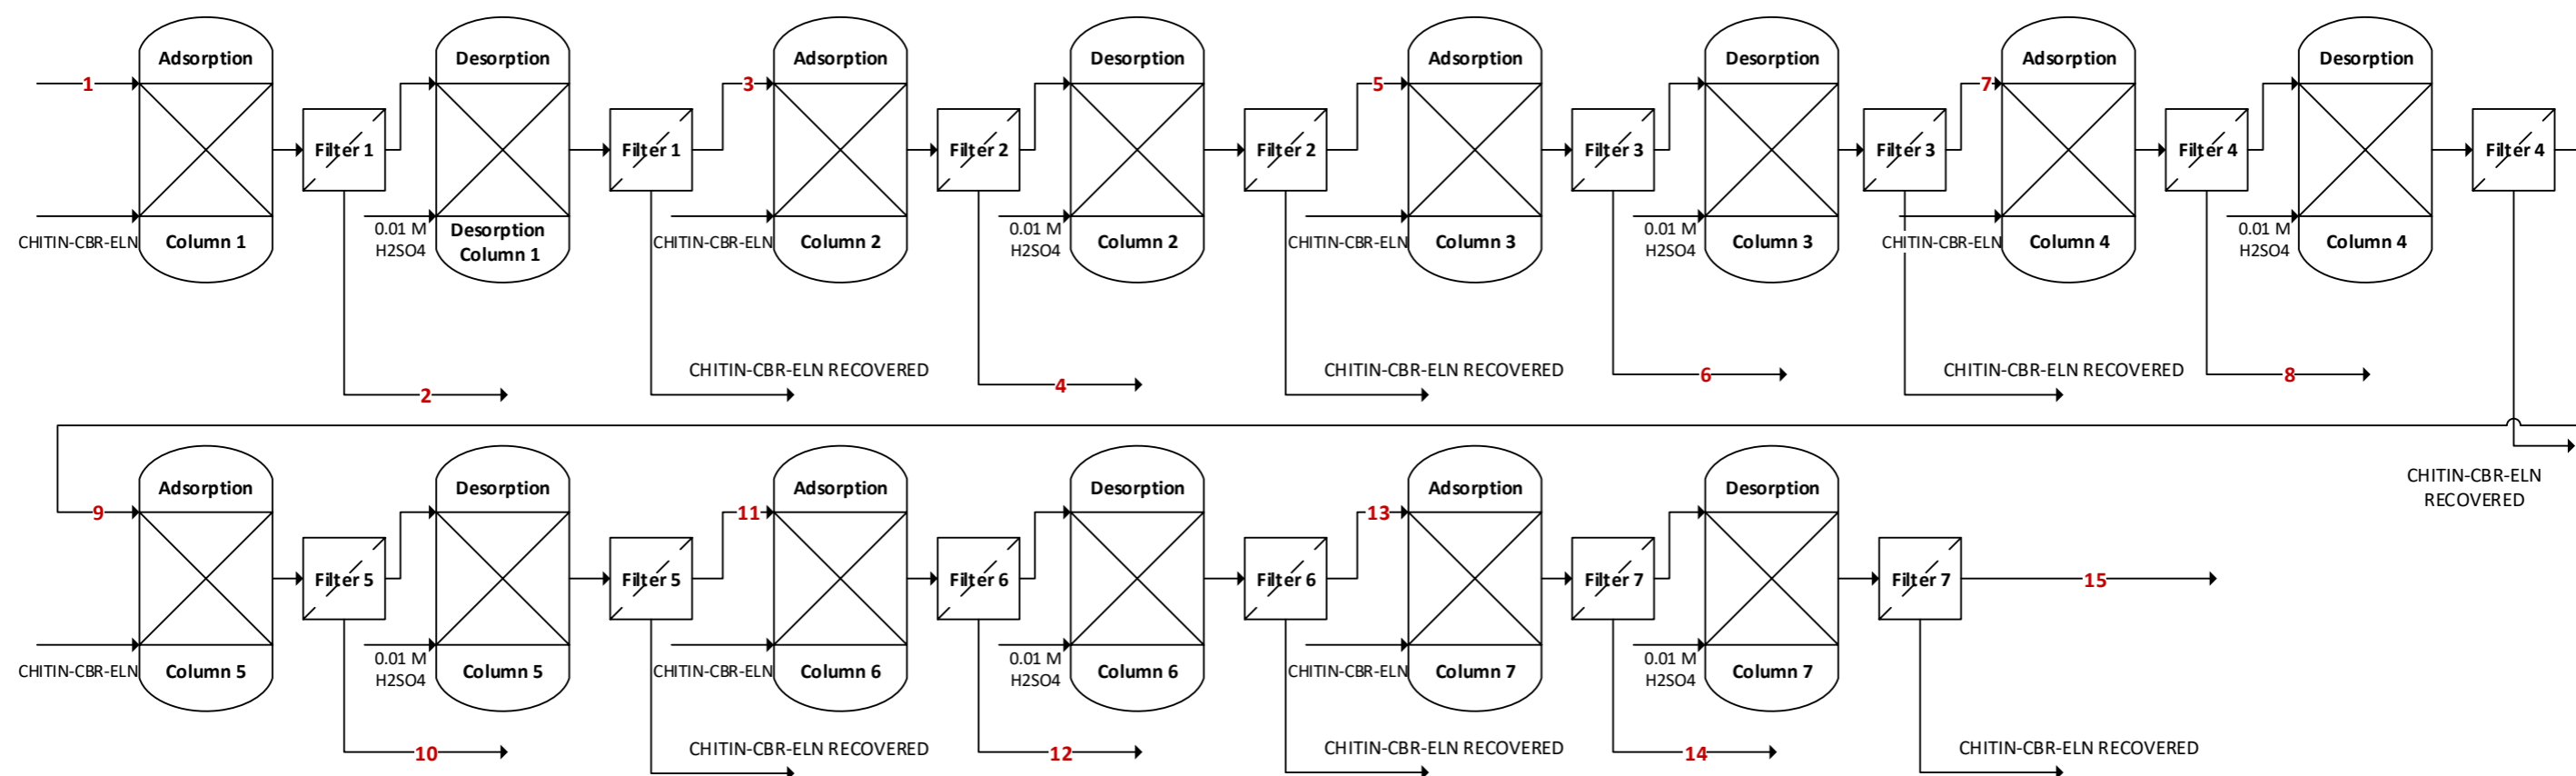 Adsorption
Desorption
Adsorption
Desorption
Adsorption
Desorption
Adsorption
Desorption
1
3
5
7
Filter 1
Filter 1
Filter 2
Filter 2
Filter 3
Filter 3
Filter 4
Filter 4
CHITIN-CBR-ELN
Column 1
0.01 M
H2SO4
Desorption
Column 1
CHITIN-CBR-ELN
Column 2
0.01 M
H2SO4
Column 2
CHITIN-CBR-ELN
Column 3
0.01 M
H2SO4
Column 3
CHITIN-CBR-ELN
Column 4
0.01 M
H2SO4
Column 4
2
CHITIN-CBR-ELN RECOVERED
4
CHITIN-CBR-ELN RECOVERED
6
CHITIN-CBR-ELN RECOVERED
8
CHITIN-CBR-ELN
RECOVERED
Adsorption
Desorption
Adsorption
Desorption
Adsorption
Desorption
9
11
13
Filter 5
Filter 5
Filter 6
Filter 6
Filter 7
Filter 7
15
CHITIN-CBR-ELN
Column 5
0.01 M
H2SO4
Column 5
CHITIN-CBR-ELN
Column 6
0.01 M
H2SO4
Column 6
CHITIN-CBR-ELN
Column 7
0.01 M
H2SO4
Column 7
10
CHITIN-CBR-ELN RECOVERED
12
CHITIN-CBR-ELN RECOVERED
14
CHITIN-CBR-ELN RECOVERED